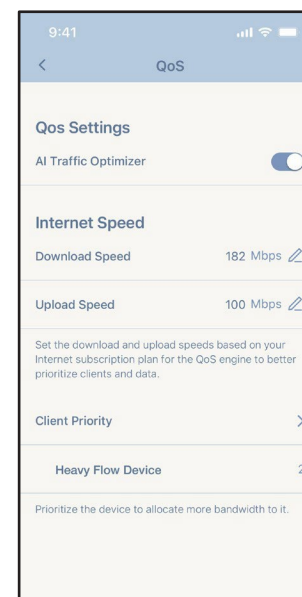 9:41
QoS
Qos Settings
AI Traffic Optimizer
Internet Speed
Download Speed 182 Mbps
Upload Speed 100 Mbps
Set the download and upload speeds based on your
Internet subscription plan for the QoS engine to better
prioritize clients and data.
Client Priority
Heavy Flow Device 2
Prioritize the device to allocate more bandwidth to it.